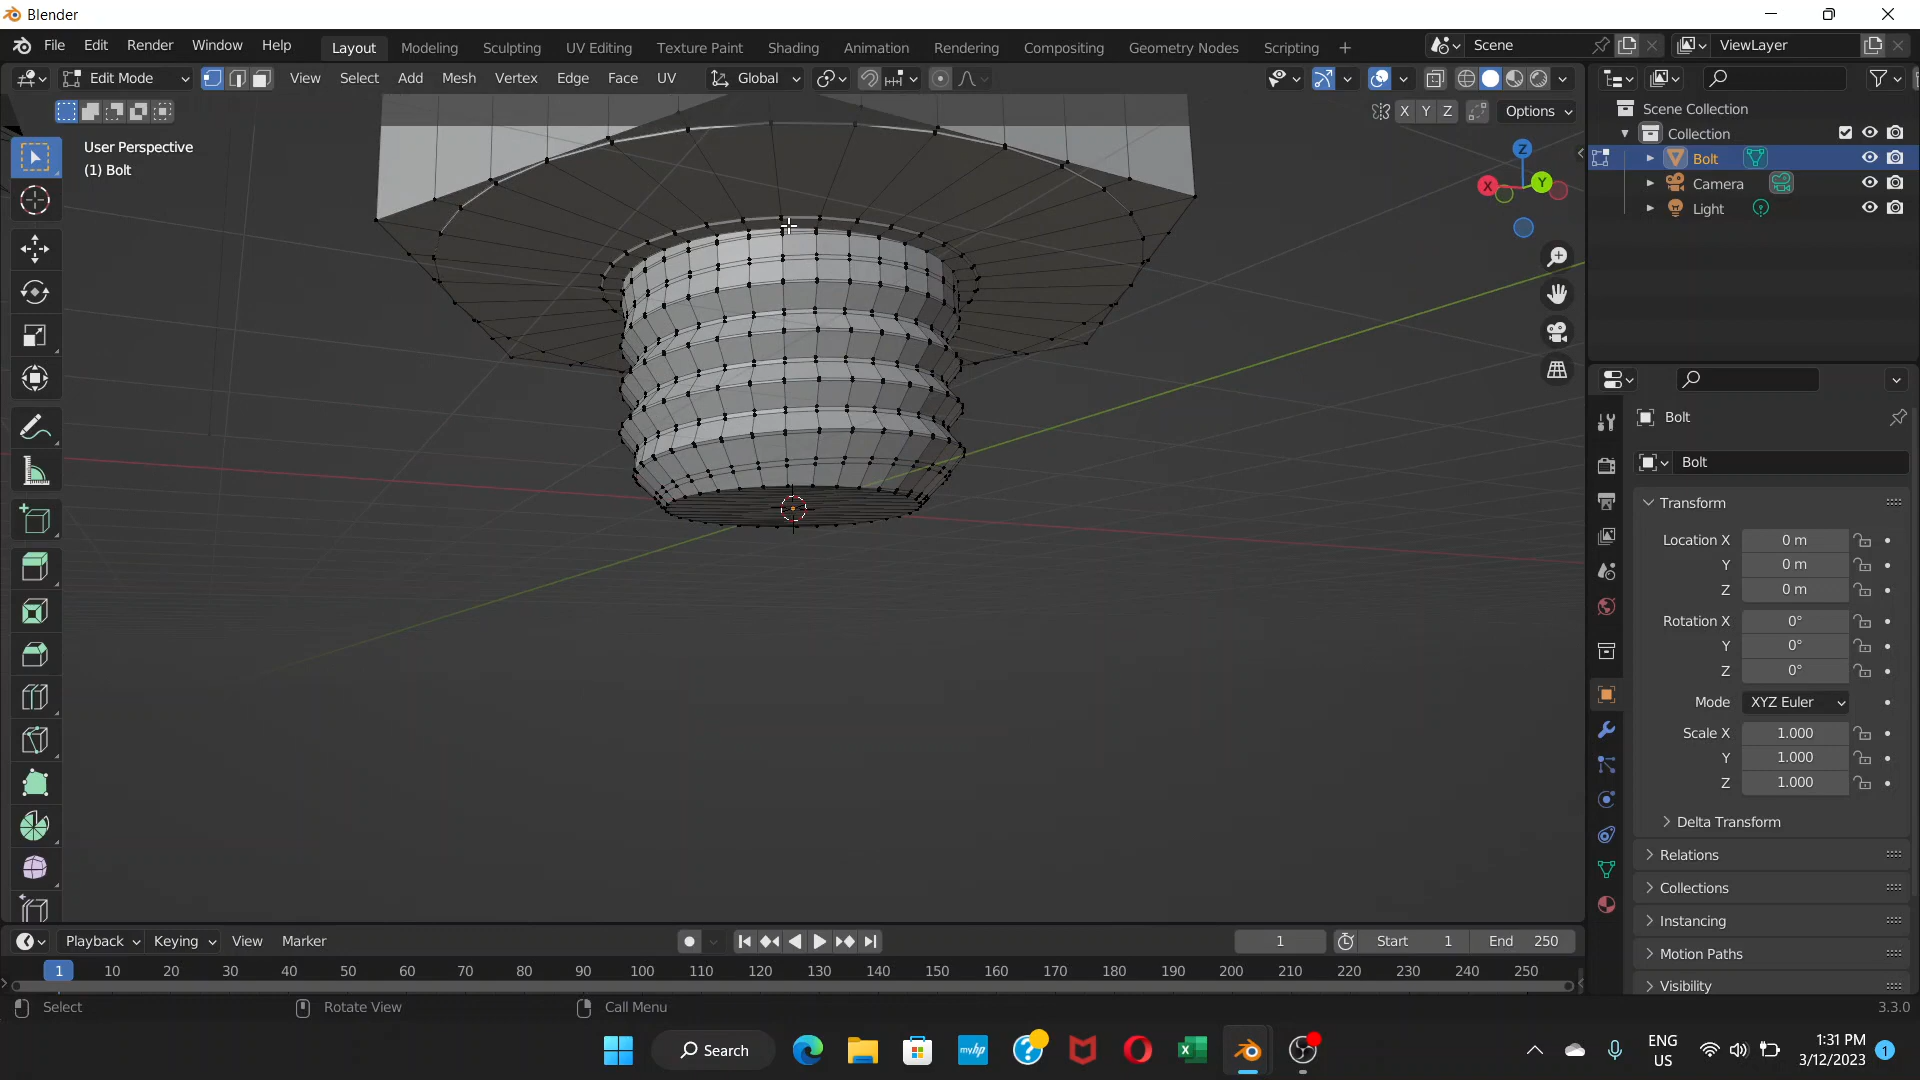 Blender
File Edit Render Window Help Layout Modeling Sculpting UV Editing Texture Paint Shading Animation Rendering Compositing Geometry Nodes Scripting + Scene ViewLayer
Edit Mode View Select Add Mesh Vertex Edge Face UV Global
X Y Z Options
User Perspective
(1) Bolt
Z
X Y
Scene Collection
Collection
Bolt
Camera
Light
Bolt
Bolt
Transform
Location X 0 m
Y 0 m
Z 0 m
Rotation X 0°
Y 0°
Z 0°
Mode XYZ Euler
Scale X 1.000
Y 1.000
Z 1.000
Delta Transform
Relations
Collections
Instancing
Motion Paths
Visibility
Playback Keying View Marker 1 Start 1 End 250
1 10 20 30 40 50 60 70 80 90 100 110 120 130 140 150 160 170 180 190 200 210 220 230 240 250
Select Rotate View Call Menu 3.3.0
Search myhp ENG
US
1:31 PM
3/12/2023
1